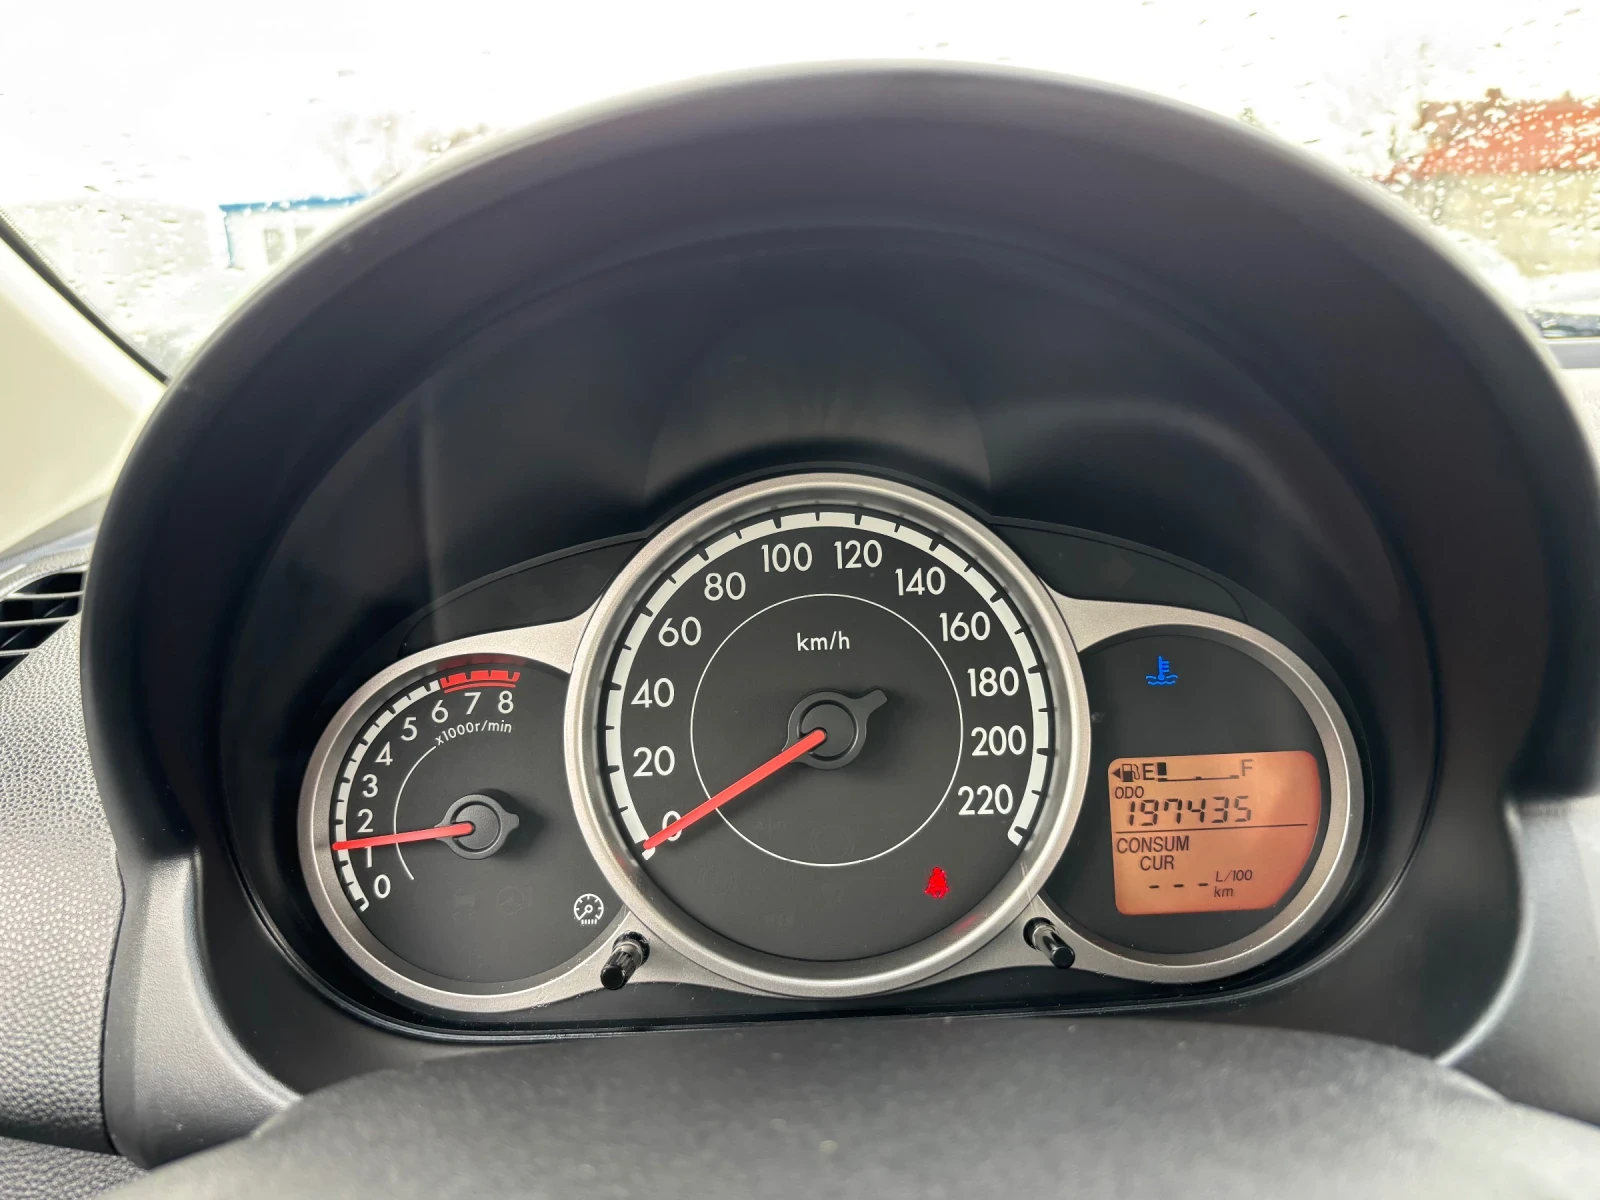 0 1 2 3 4 5 6 7 8
x1000r/min
0 20 40 60 80 100 120 140 160 180 200 220
km/h
E F
ODO
197435
CONSUM
CUR
--- L/100
km